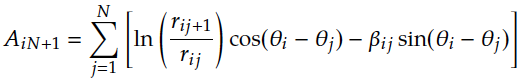 A_{iN+1} = \sum_{j=1}^{N} \left[ \ln \left( \frac{r_{ij+1}}{r_{ij}} \right) \cos(\theta_i - \theta_j) - \beta_{ij} \sin(\theta_i - \theta_j) \right]